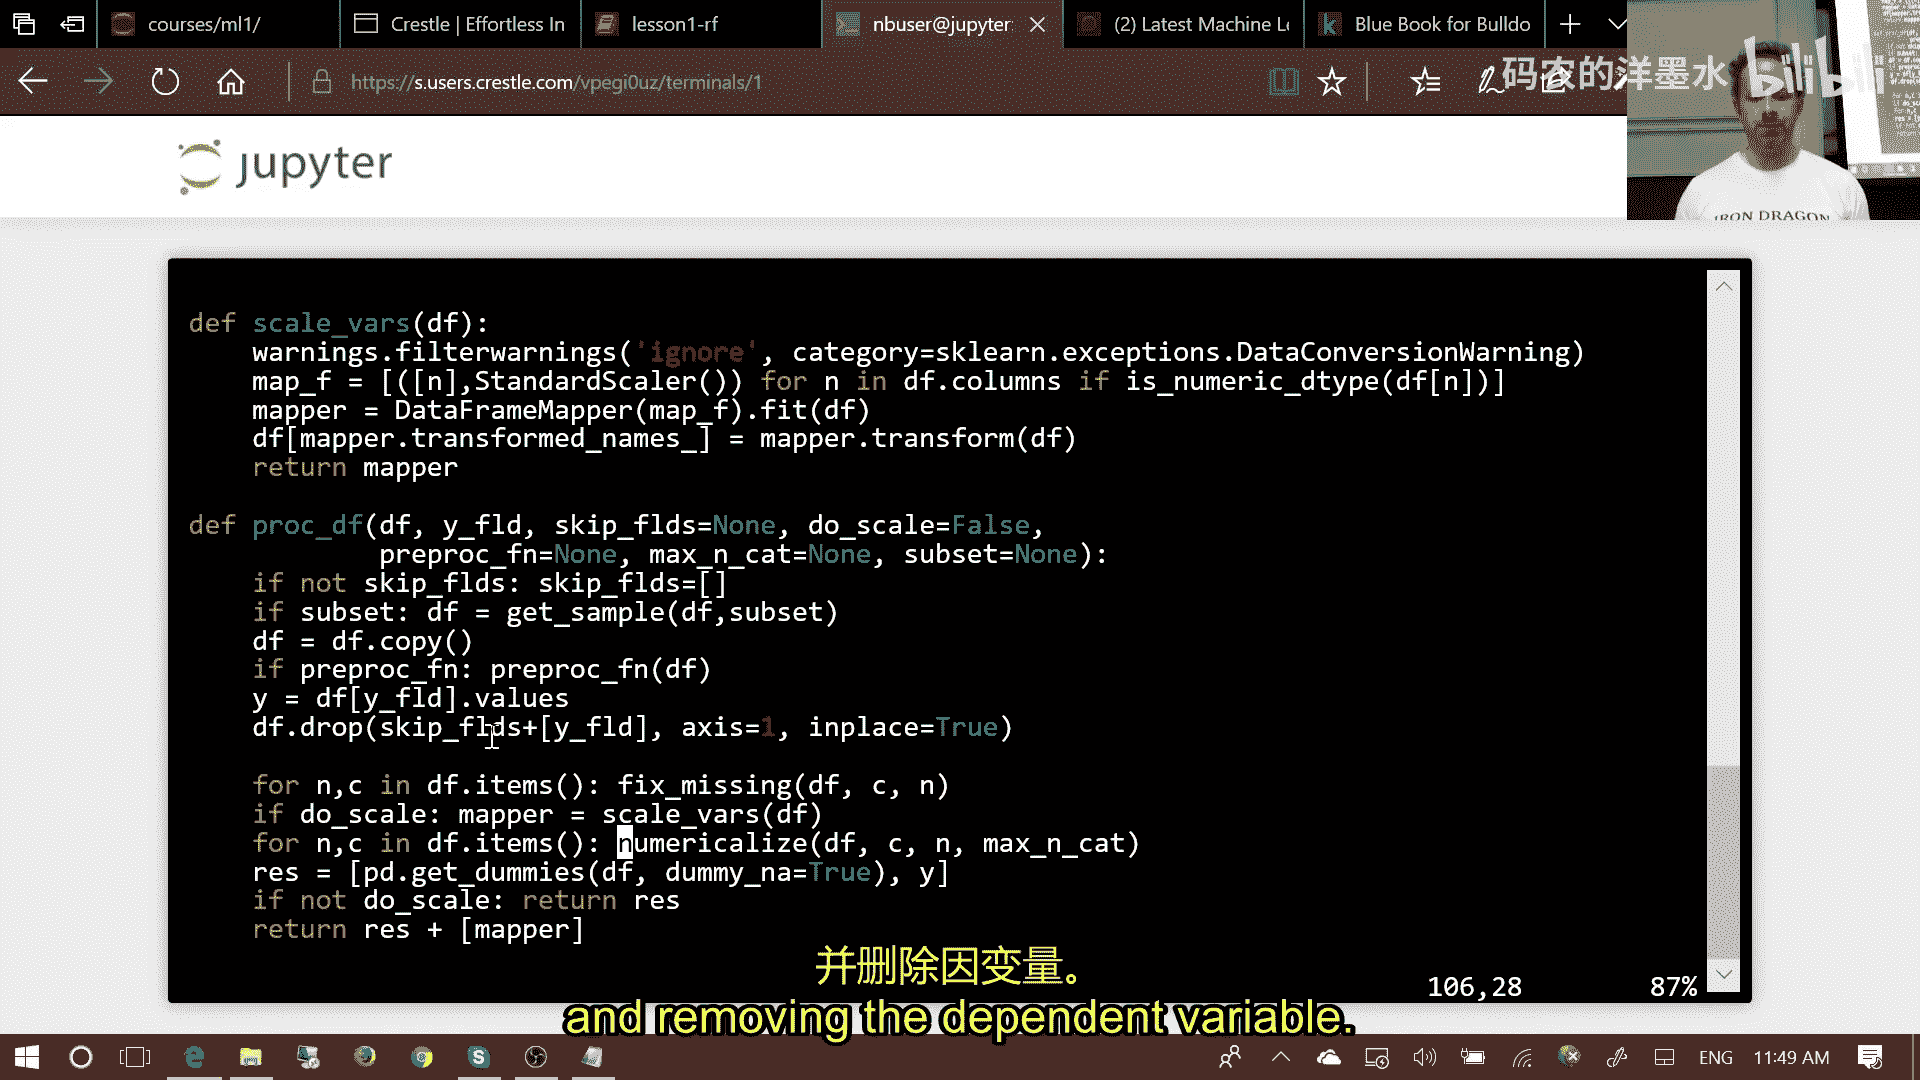 courses/ml1/
Crestle | Effortless In
lesson1-rf
nbuser@jupyter:
(2) Latest Machine Le
Blue Book for Bulldo
https://s.users.crestle.com/vpegi0uz/terminals/1
码农的洋墨水 bilibili
jupyter
IRON DRAGON
def scale_vars(df):
    warnings.filterwarnings('ignore', category=sklearn.exceptions.DataConversionWarning)
    map_f = [([n],StandardScaler()) for n in df.columns if is_numeric_dtype(df[n])]
    mapper = DataFrameMapper(map_f).fit(df)
    df[mapper.transformed_names_] = mapper.transform(df)
    return mapper
def proc_df(df, y_fld, skip_flds=None, do_scale=False,
            preproc_fn=None, max_n_cat=None, subset=None):
    if not skip_flds: skip_flds=[]
    if subset: df = get_sample(df,subset)
    df = df.copy()
    if preproc_fn: preproc_fn(df)
    y = df[y_fld].values
    df.drop(skip_flds+[y_fld], axis=1, inplace=True)
    for n,c in df.items(): fix_missing(df, c, n)
    if do_scale: mapper = scale_vars(df)
    for n,c in df.items(): numericalize(df, c, n, max_n_cat)
    res = [pd.get_dummies(df, dummy_na=True), y]
    if not do_scale: return res
    return res + [mapper]
并删除因变量。
106,28 87%
and removing the dependent variable.
ENG 11:49 AM